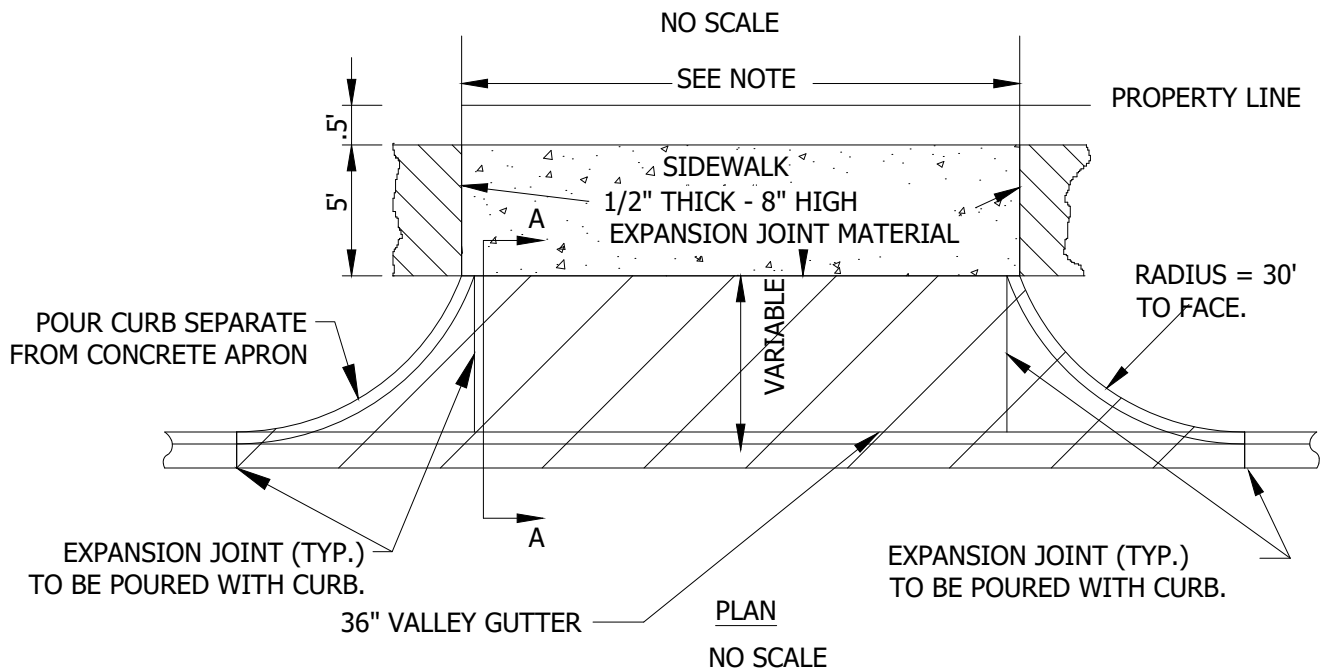 NO SCALE
SEE NOTE
PROPERTY LINE
.5'
5'
SIDEWALK
1/2" THICK - 8" HIGH
EXPANSION JOINT MATERIAL
A
RADIUS = 30'
TO FACE.
POUR CURB SEPARATE
FROM CONCRETE APRON
VARIABLE
A
EXPANSION JOINT (TYP.)
TO BE POURED WITH CURB.
EXPANSION JOINT (TYP.)
TO BE POURED WITH CURB.
36" VALLEY GUTTER
PLAN
NO SCALE